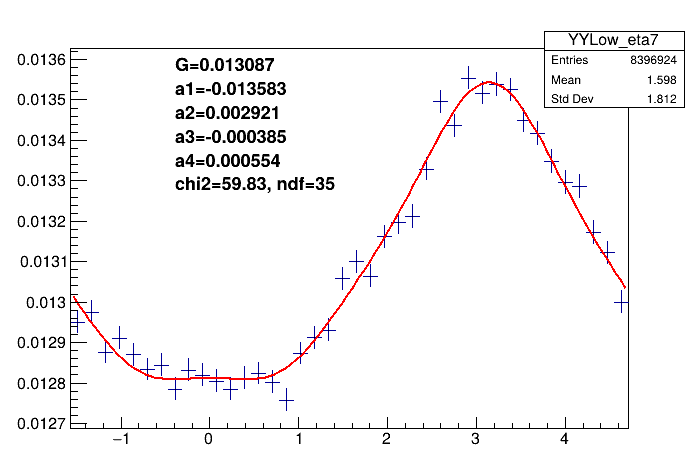 YYLow_eta7
Entries 8396924
Mean 1.598
Std Dev 1.812
G=0.013087
a1=-0.013583
a2=0.002921
a3=-0.000385
a4=0.000554
chi2=59.83, ndf=35
0.0136
0.0135
0.0134
0.0133
0.0132
0.0131
0.013
0.0129
0.0128
0.0127
−1 0 1 2 3 4